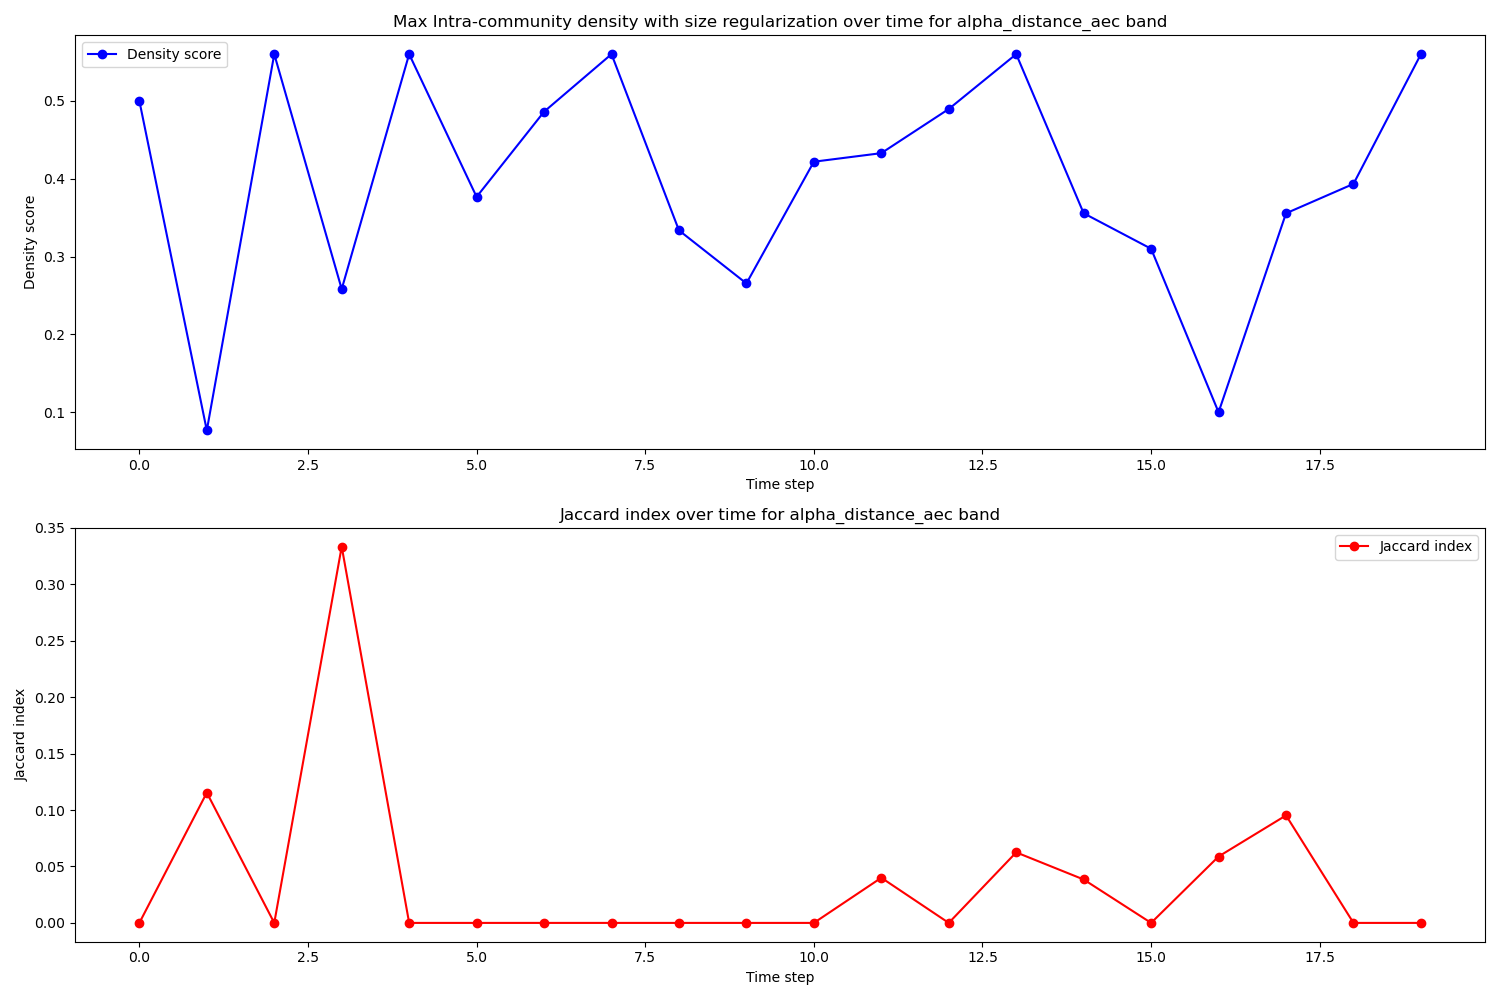 Max Intra-community density with size regularization over time for alpha_distance_aec band
Density score
Density score
0.5
0.4
0.3
0.2
0.1
0.0 2.5 5.0 7.5 10.0 12.5 15.0 17.5
Time step
Jaccard index over time for alpha_distance_aec band
Jaccard index
Jaccard index
0.35
0.30
0.25
0.20
0.15
0.10
0.05
0.00
0.0 2.5 5.0 7.5 10.0 12.5 15.0 17.5
Time step